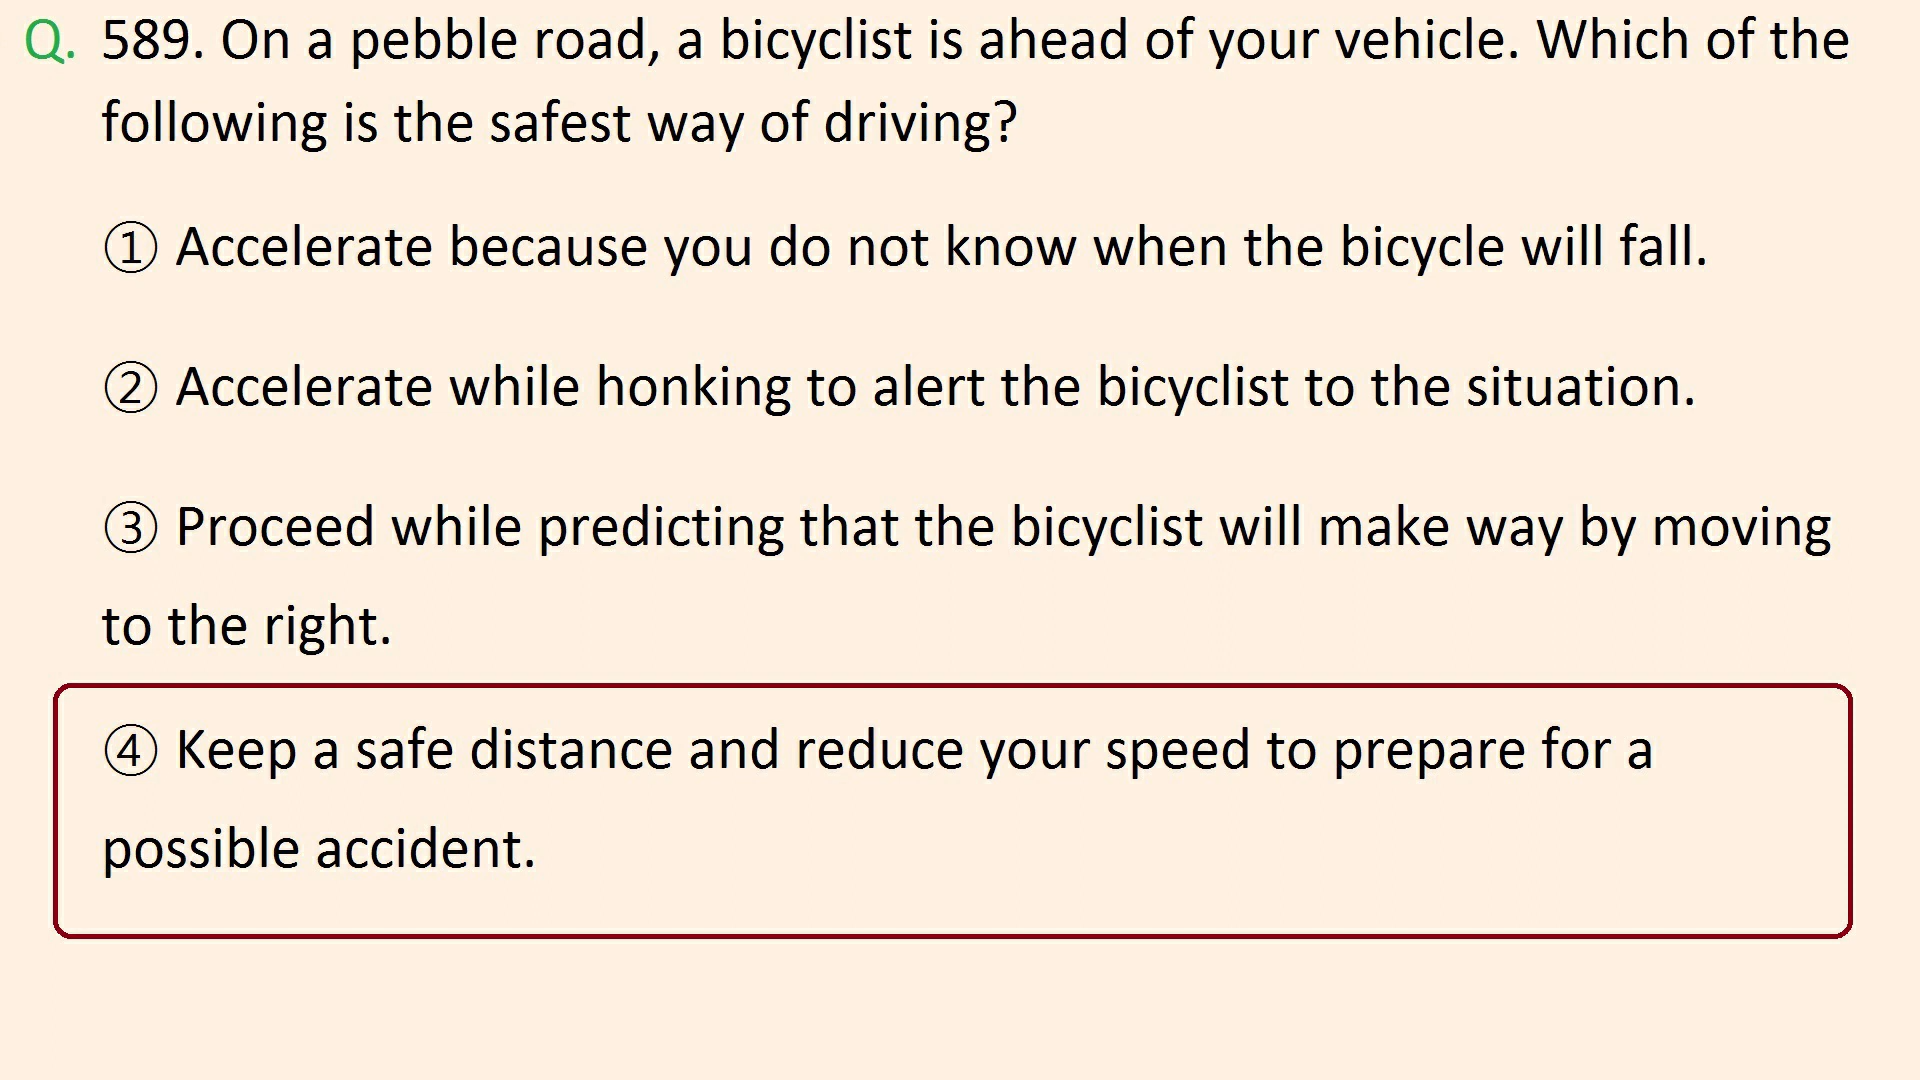 Q. 589. On a pebble road, a bicyclist is ahead of your vehicle. Which of the
following is the safest way of driving?
① Accelerate because you do not know when the bicycle will fall.
② Accelerate while honking to alert the bicyclist to the situation.
③ Proceed while predicting that the bicyclist will make way by moving
to the right.
④ Keep a safe distance and reduce your speed to prepare for a
possible accident.